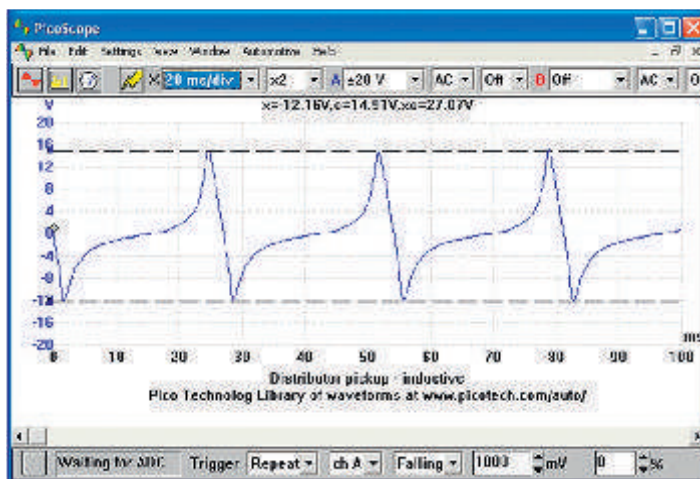 PicoScope
File Edit Settings View Window Automotive Help
20 ms/div x2 A ±20 V AC Off B Off AC
x=-12.16V,o=14.91V,xo=27.07V
V
20
16
12
8
4
0
-4
-8
-12
-16
-20
0 10 20 30 40 50 60 70 80 90 100
ms
Distributor pickup - inductive
Pico Technolog Library of waveforms at www.picotech.com/auto/
Waiting for ADC Trigger Repeat ch A Falling 1000 mV 0 %